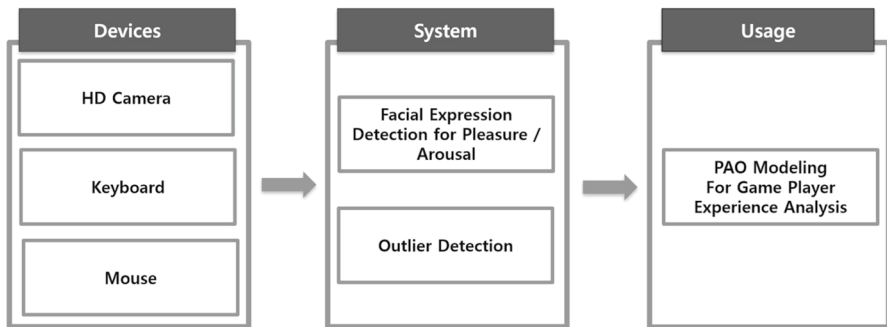 Devices
HD Camera
Keyboard
Mouse
System
Facial Expression
Detection for Pleasure /
Arousal
Outlier Detection
Usage
PAO Modeling
For Game Player
Experience Analysis